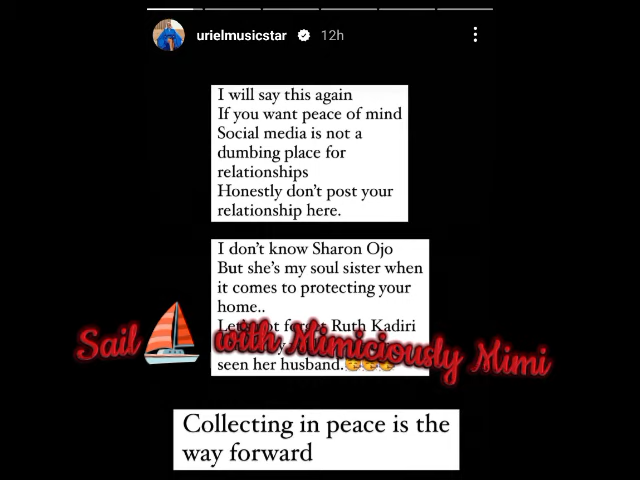 urielmusicstar 12h
I will say this again
If you want peace of mind
Social media is not a
dumbing place for
relationships
Honestly don't post your
relationship here.
I don't know Sharon Ojo
But she's my soul sister when
it comes to protecting your
home..
Let's not forget Ruth Kadiri
seen her husband.🥳🥳🥳
Sail with Mimiciously Mimi
Collecting in peace is the
way forward